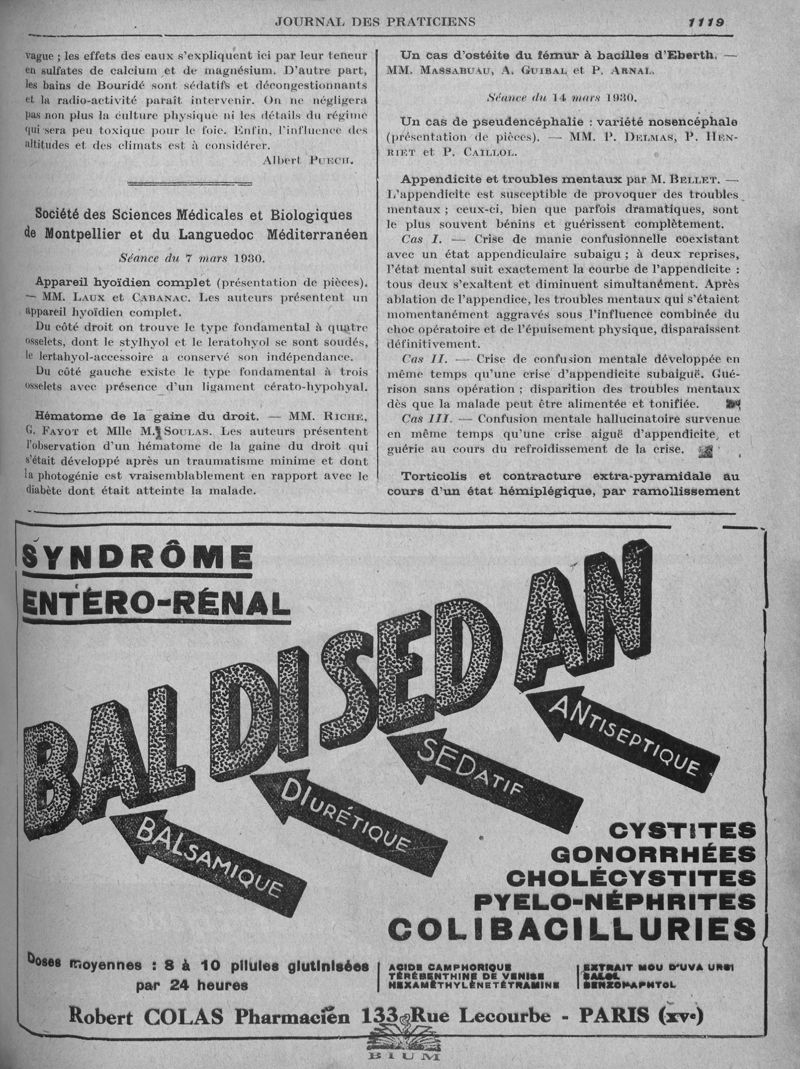 JOURNAL DES PRATICIENS 1119
vague ; les effets des eaux s'expliquent ici par leur teneur
en sulfates de calcium et de magnésium. D'autre part,
les bains de Bouridé sont sédatifs et décongestionnants
et la radio-activité paraît intervenir. On ne négligera
pas non plus la culture physique ni les détails du régime
qui sera peu toxique pour le foie. Enfin, l'influence des
altitudes et des climats est à considérer.
Albert PUECH.
Société des Sciences Médicales et Biologiques
de Montpellier et du Languedoc Méditerranéen
Séance du 7 mars 1930.
Appareil hyoïdien complet (présentation de pièces).
— MM. LAUX et CABANAC. Les auteurs présentent un
appareil hyoïdien complet.
Du côté droit on trouve le type fondamental à quatre
osselets, dont le stylhyol et le leratohyol se sont soudés,
le lertahyol-accessoire a conservé son indépendance.
Du côté gauche existe le type fondamental à trois
osselets avec présence d'un ligament cérato-hypohyal.
Hématome de la gaine du droit. — MM. RICHE,
G. FAYOT et Mlle M. SOULAS. Les auteurs présentent
l'observation d'un hématome de la gaine du droit qui
s'était développé après un traumatisme minime et dont
la photogénie est vraisemblablement en rapport avec le
diabète dont était atteinte la malade.
Un cas d'ostéite du fémur à bacilles d'Eberth. —
MM. MASSABUAU, A. GUIBAL et P. ARNAL.
Séance du 14 mars 1930.
Un cas de pseudencéphalie : variété nosencéphale
(présentation de pièces). — MM. P. DELMAS, P. HEN-
RIET et P. CAILLOL.
Appendicite et troubles mentaux par M. BELLET. —
L'appendicite est susceptible de provoquer des troubles
mentaux ; ceux-ci, bien que parfois dramatiques, sont
le plus souvent bénins et guérissent complètement.
Cas I. — Crise de manie confusionnelle coexistant
avec un état appendiculaire subaigu ; à deux reprises,
l'état mental suit exactement la courbe de l'appendicite :
tous deux s'exaltent et diminuent simultanément. Après
ablation de l'appendice, les troubles mentaux qui s'étaient
momentanément aggravés sous l'influence combinée du
choc opératoire et de l'épuisement physique, disparaissent
définitivement.
Cas II. — Crise de confusion mentale développée en
même temps qu'une crise d'appendicite subaiguë. Gué-
rison sans opération ; disparition des troubles mentaux
dès que la malade peut être alimentée et tonifiée.
Cas III. — Confusion mentale hallucinatoire survenue
en même temps qu'une crise aiguë d'appendicite, et
guérie au cours du refroidissement de la crise.
Torticolis et contracture extra-pyramidale au
cours d'un état hémiplégique, par ramollissement
SYNDRÔME
ENTÉRO-RÉNAL
BALDISEDAN
BALSAMIQUE
DIURÉTIQUE
SEDATIF
ANTISEPTIQUE
CYSTITES
GONORRHÉES
CHOLÉCYSTITES
PYELO-NÉPHRITES
COLIBACILLURIES
Doses moyennes : 8 à 10 pilules glutinisées
par 24 heures
ACIDE CAMPHORIQUE
TÉRÉBENTHINE DE VENISE
HEXAMÉTHYLÈNETÉTRAMINE
EXTRAIT MOU D'UVA URSI
SALOL
BENZONAPHTOL
Robert COLAS Pharmacien 133, Rue Lecourbe - PARIS (xve)
BIUM